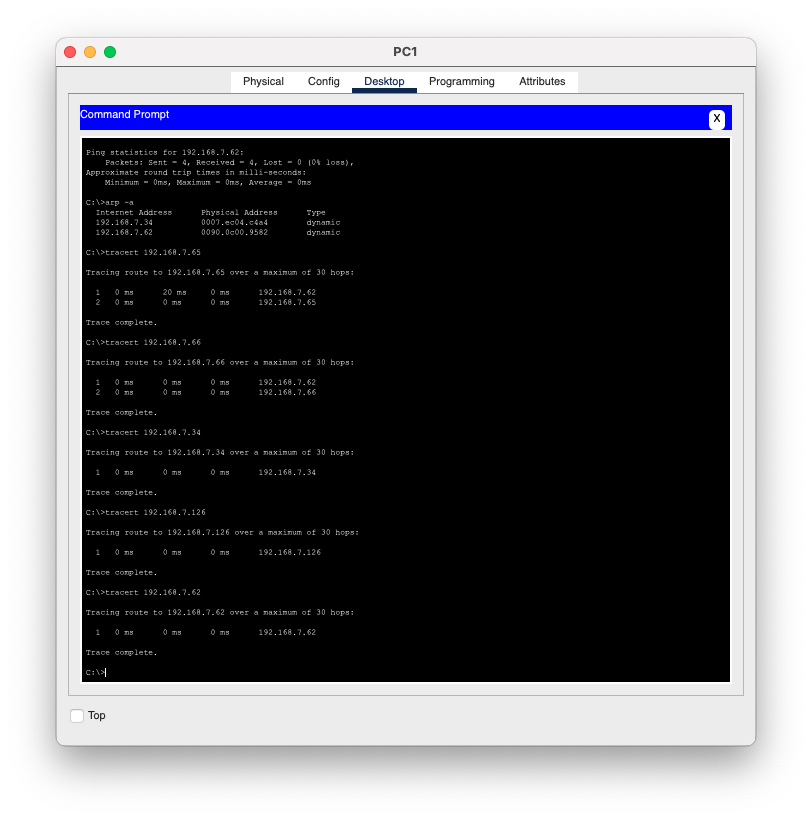 PC1
Physical Config Desktop Programming Attributes
Command Prompt
X
Ping statistics for 192.168.7.62:
Packets: Sent = 4, Received = 4, Lost = 0 (0% loss),
Approximate round trip times in milli-seconds:
Minimum = 0ms, Maximum = 0ms, Average = 0ms
C:\>arp -a
Internet Address Physical Address Type
192.168.7.34 0007.ec04.c4a4 dynamic
192.168.7.62 0090.0c00.9582 dynamic
C:\>tracert 192.168.7.65
Tracing route to 192.168.7.65 over a maximum of 30 hops:
1 0 ms 20 ms 0 ms 192.168.7.62
2 0 ms 0 ms 0 ms 192.168.7.65
Trace complete.
C:\>tracert 192.168.7.66
Tracing route to 192.168.7.66 over a maximum of 30 hops:
1 0 ms 0 ms 0 ms 192.168.7.62
2 0 ms 0 ms 0 ms 192.168.7.66
Trace complete.
C:\>tracert 192.168.7.34
Tracing route to 192.168.7.34 over a maximum of 30 hops:
1 0 ms 0 ms 0 ms 192.168.7.34
Trace complete.
C:\>tracert 192.168.7.126
Tracing route to 192.168.7.126 over a maximum of 30 hops:
1 0 ms 0 ms 0 ms 192.168.7.126
Trace complete.
C:\>tracert 192.168.7.62
Tracing route to 192.168.7.62 over a maximum of 30 hops:
1 0 ms 0 ms 0 ms 192.168.7.62
Trace complete.
C:\>
Top